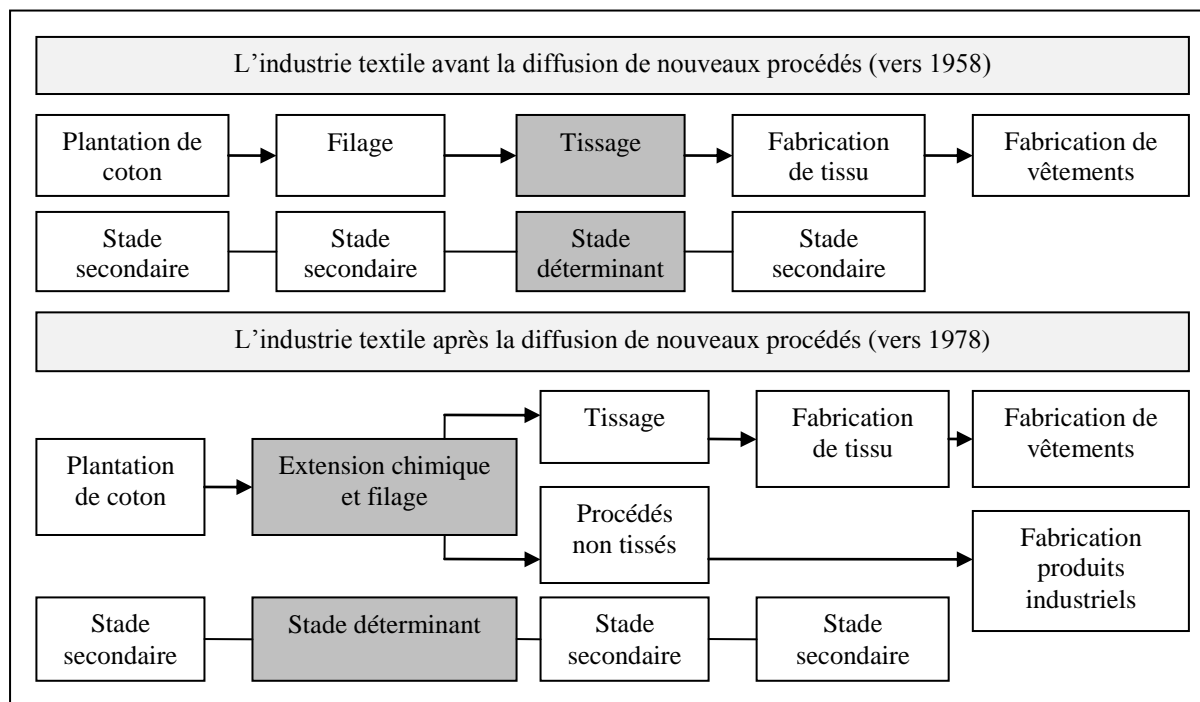 L’industrie textile avant la diffusion de nouveaux procédés (vers 1958)
Plantation de
coton
Filage
Tissage
Fabrication
de tissu
Fabrication de
vêtements
Stade
secondaire
Stade
secondaire
Stade
déterminant
Stade
secondaire
L’industrie textile après la diffusion de nouveaux procédés (vers 1978)
Plantation
de coton
Extension chimique
et filage
Tissage
Fabrication
de tissu
Fabrication de
vêtements
Procédés
non tissés
Fabrication
produits
industriels
Stade
secondaire
Stade déterminant
Stade
secondaire
Stade
secondaire